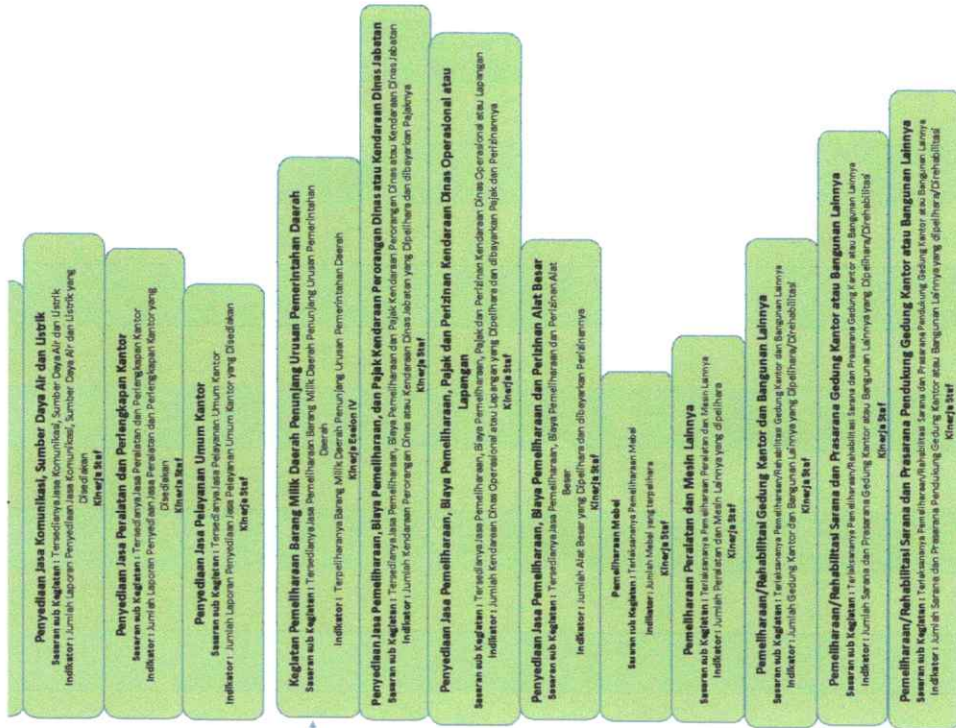 Penyediaan Jasa Komunikasi, Sumber Daya Air dan Listrik
Sasaran sub Kegiatan : Tersedianya Jasa Komunikasi, Sumber Daya Air dan Listrik
Indikator : Jumlah Laporan Penyediaan Jasa Komunikasi, Sumber Daya Air dan Listrik yang
Disediakan
Kinerja Staf
Penyediaan Jasa Peralatan dan Perlengkapan Kantor
Sasaran sub Kegiatan : Tersedianya Jasa Peralatan dan Perlengkapan Kantor
Indikator : Jumlah Laporan Penyediaan Jasa Peralatan dan Perlengkapan Kantor yang
Disediakan
Kinerja Staf
Penyediaan Jasa Pelayanan Umum Kantor
Sasaran sub Kegiatan : Tersedianya Jasa Pelayanan Umum Kantor
Indikator : Jumlah Laporan Penyediaan Jasa Pelayanan Umum Kantor yang Disediakan
Kinerja Staf
Kegiatan Pemeliharaan Barang Milik Daerah Penunjang Urusan Pemerintahan Daerah
Sasaran sub Kegiatan : Tersedianya Jasa Pemeliharaan Barang Milik Daerah Penunjang Urusan Pemerintahan
Daerah
Indikator : Terpeliharanya Barang Milik Daerah Penunjang Urusan Pemerintahan Daerah
Kinerja Eselon IV
Penyediaan Jasa Pemeliharaan, Biaya Pemeliharaan, dan Pajak Kendaraan Perorangan Dinas atau Kendaraan Dinas Jabatan
Sasaran sub Kegiatan : Tersedianya Jasa Pemeliharaan, Biaya Pemeliharaan dan Pajak Kendaraan Perorangan Dinas atau Kendaraan Dinas Jabatan
Indikator : Jumlah Kendaraan Perorangan Dinas atau Kendaraan Dinas Jabatan yang Dipelihara dan dibayarkan Pajaknya
Kinerja Staf
Penyediaan Jasa Pemeliharaan, Biaya Pemeliharaan, Pajak dan Perizinan Kendaraan Dinas Operasional atau
Lapangan
Sasaran sub Kegiatan : Tersedianya Jasa Pemeliharaan, Biaya Pemeliharaan, Pajak dan Perizinan Kendaraan Dinas Operasional atau Lapangan
Indikator : Jumlah Kendaraan Dinas Operasional atau Lapangan yang Dipelihara dan dibayarkan Pajak dan Perizinannya
Kinerja Staf
Penyediaan Jasa Pemeliharaan, Biaya Pemeliharaan dan Perizinan Alat Besar
Sasaran sub Kegiatan : Tersedianya Jasa Pemeliharaan, Biaya Pemeliharaan dan Perizinan Alat
Besar
Indikator : Jumlah Alat Besar yang Dipelihara dan dibayarkan Perizinannya
Kinerja Staf
Pemeliharaan Mebel
Sasaran sub Kegiatan : Terlaksananya Pemeliharaan Mebel
Indikator : Jumlah Mebel yang terpelihara
Kinerja Staf
Pemeliharaan Peralatan dan Mesin Lainnya
Sasaran sub Kegiatan : Terlaksananya Pemeliharaan Peralatan dan Mesin Lainnya
Indikator : Jumlah Peralatan dan Mesin Lainnya yang dipelihara
Kinerja Staf
Pemeliharaan/Rehabilitasi Gedung Kantor dan Bangunan Lainnya
Sasaran sub Kegiatan : Terlaksananya Pemeliharaan/Rehabilitasi Gedung Kantor dan Bangunan Lainnya
Indikator : Jumlah Gedung Kantor dan Bangunan Lainnya yang Dipelihara/Direhabilitasi
Kinerja Staf
Pemeliharaan/Rehabilitasi Sarana dan Prasarana Gedung Kantor atau Bangunan Lainnya
Sasaran sub Kegiatan : Terlaksananya Pemeliharaan/Rehabilitasi Sarana dan Prasarana Gedung Kantor atau Bangunan Lainnya
Indikator : Jumlah Sarana dan Prasarana Gedung Kantor atau Bangunan Lainnya yang Dipelihara/Direhabilitasi
Kinerja Staf
Pemeliharaan/Rehabilitasi Sarana dan Prasarana Pendukung Gedung Kantor atau Bangunan Lainnya
Sasaran sub Kegiatan : Terlaksananya Pemeliharaan/Rehabilitasi Sarana dan Prasarana Pendukung Gedung Kantor atau Bangunan Lainnya
Indikator : Jumlah Sarana dan Prasarana Pendukung Gedung Kantor atau Bangunan Lainnya yang dipelihara/Direhabilitasi
Kinerja Staf